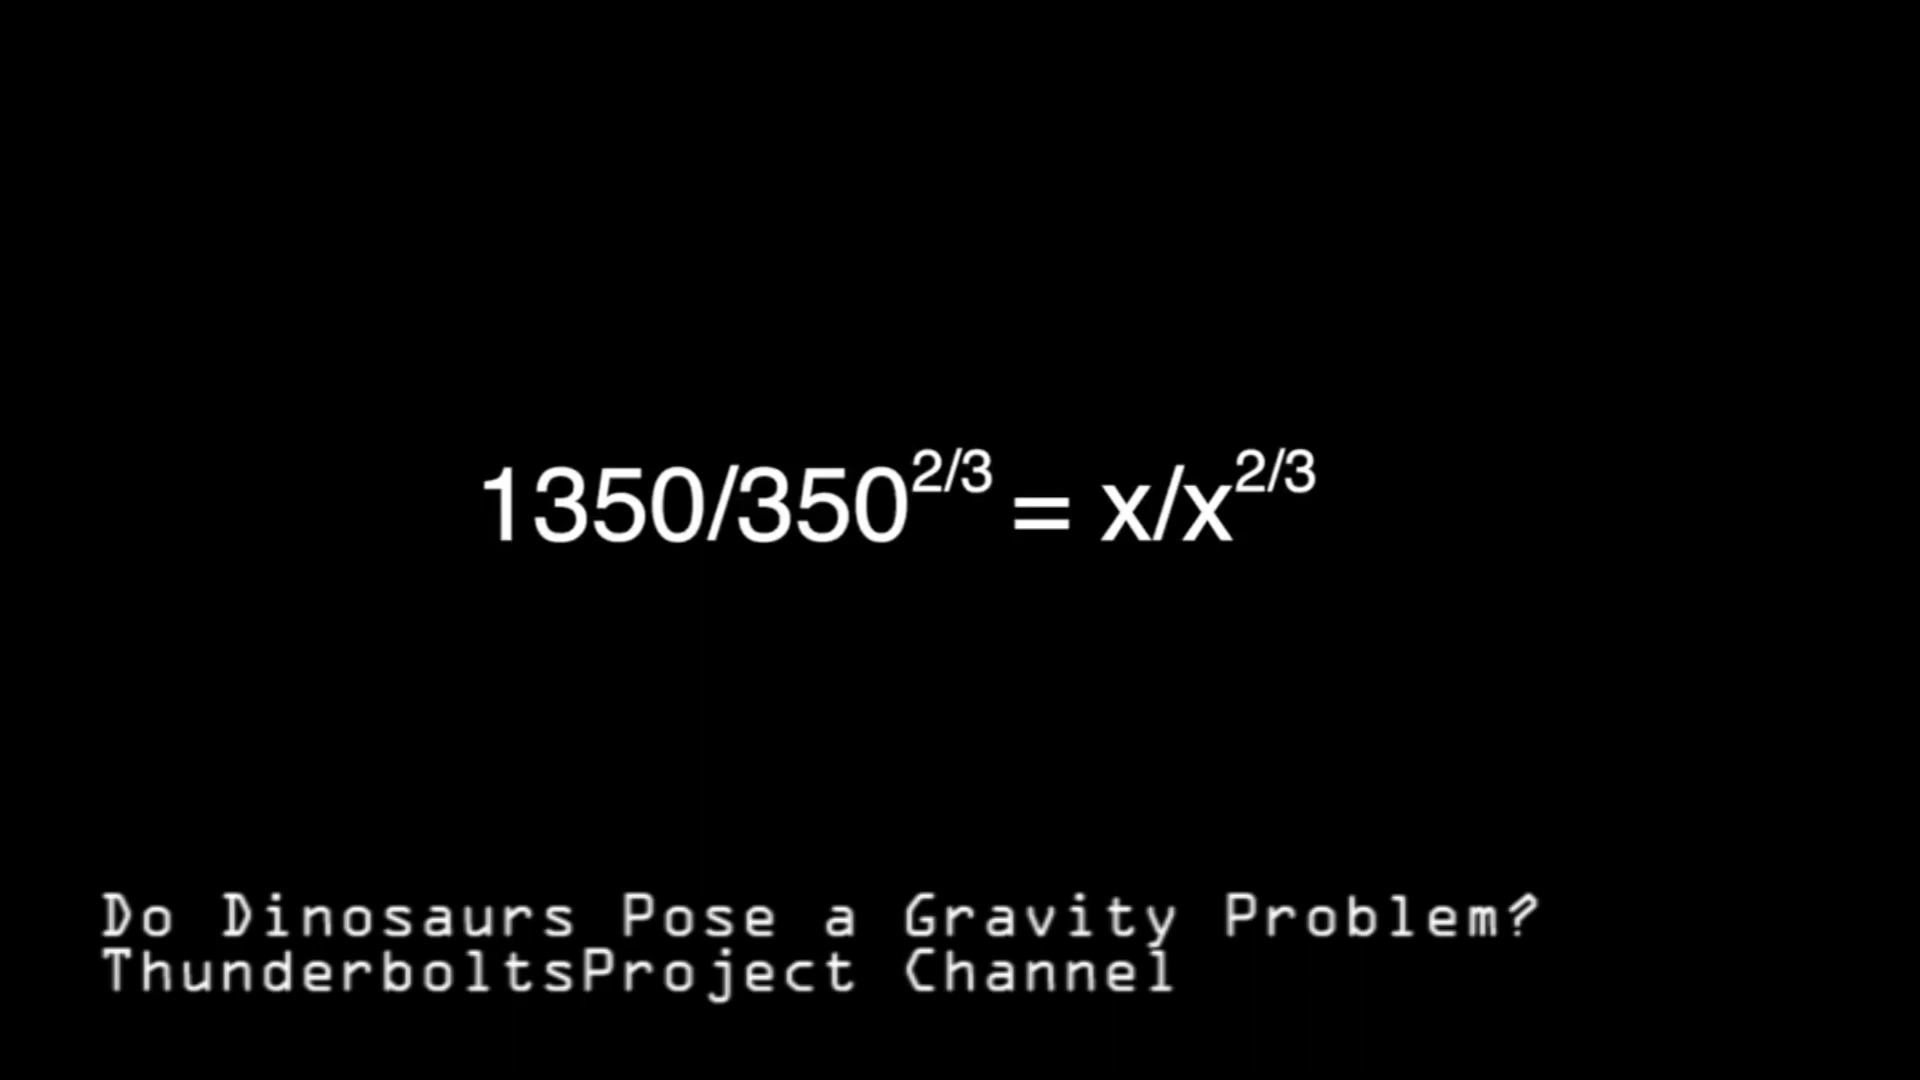 1350/350^2/3 = x/x^2/3
Do Dinosaurs Pose a Gravity Problem?
ThunderboltsProject Channel